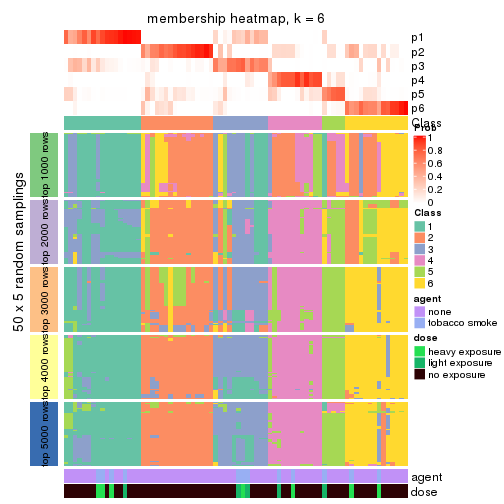 membership heatmap, k = 6
p1
p2
p3
p4
p5
p6
Class
50 x 5 random samplings
top 1000 rows
top 2000 rows
top 3000 rows
top 4000 rows
top 5000 rows
agent
dose
Prob
1
0.8
0.6
0.4
0.2
0
Class
1
2
3
4
5
6
agent
none
tobacco smoke
dose
heavy exposure
light exposure
no exposure